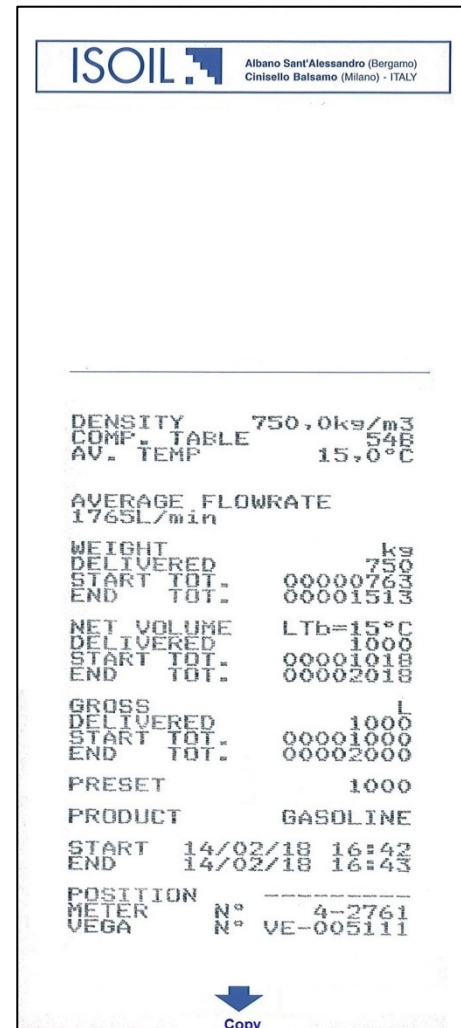 ISOIL
Albano Sant'Alessandro (Bergamo)
Cinisello Balsamo (Milano) - ITALY
DENSITY 750,0kg/m3
COMP. TABLE 54B
AV. TEMP 15,0°C
AVERAGE FLOWRATE
1765L/min
WEIGHT kg
DELIVERED 750
START TOT. 00000763
END TOT. 00001513
NET VOLUME LTb=15°C
DELIVERED 1000
START TOT. 00001018
END TOT. 00002018
GROSS L
DELIVERED 1000
START TOT. 00001000
END TOT. 00002000
PRESET 1000
PRODUCT GASOLINE
START 14/02/18 16:42
END 14/02/18 16:43
POSITION ---------
METER N° 4-2761
VEGA N° VE-005111
Copy